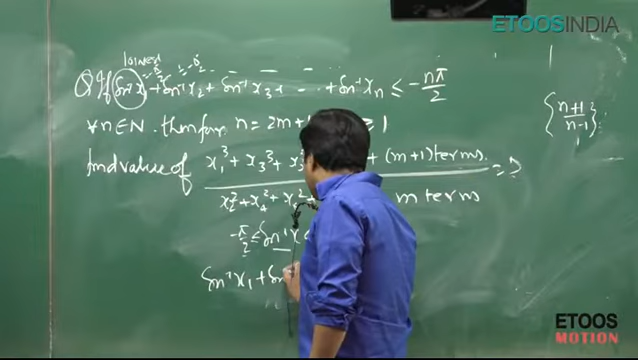 ETOOSINDIA
lowest
Q If sin⁻¹x₁ + sin⁻¹x₂ + sin⁻¹x₃ + ... + sin⁻¹xₙ ≤ -nπ/2
∀ n∈N. therefore n = 2m+1 ≥ 1
{n+1/n-1}
find value of x₁³ + x₃³ + x₅³ + (m+1) terms. = ?
x₂² + x₄² + x₆² + m terms
-π/2 ≤ sin⁻¹x ≤
sin⁻¹x₁ + sin
ETOOS
MOTION